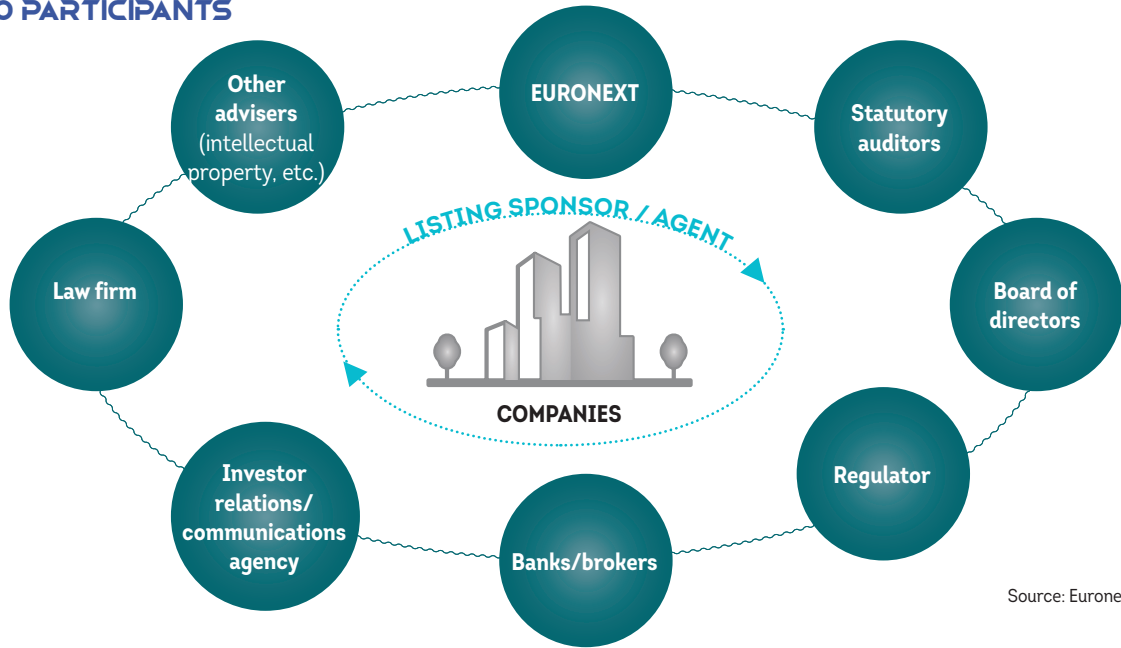 O PARTICIPANTS
Other
advisers
(intellectual
property, etc.)
EURONEXT
Statutory
auditors
LISTING SPONSOR / AGENT
Law firm
Board of
directors
COMPANIES
Investor
relations/
communications
agency
Regulator
Banks/brokers
Source: Eurone